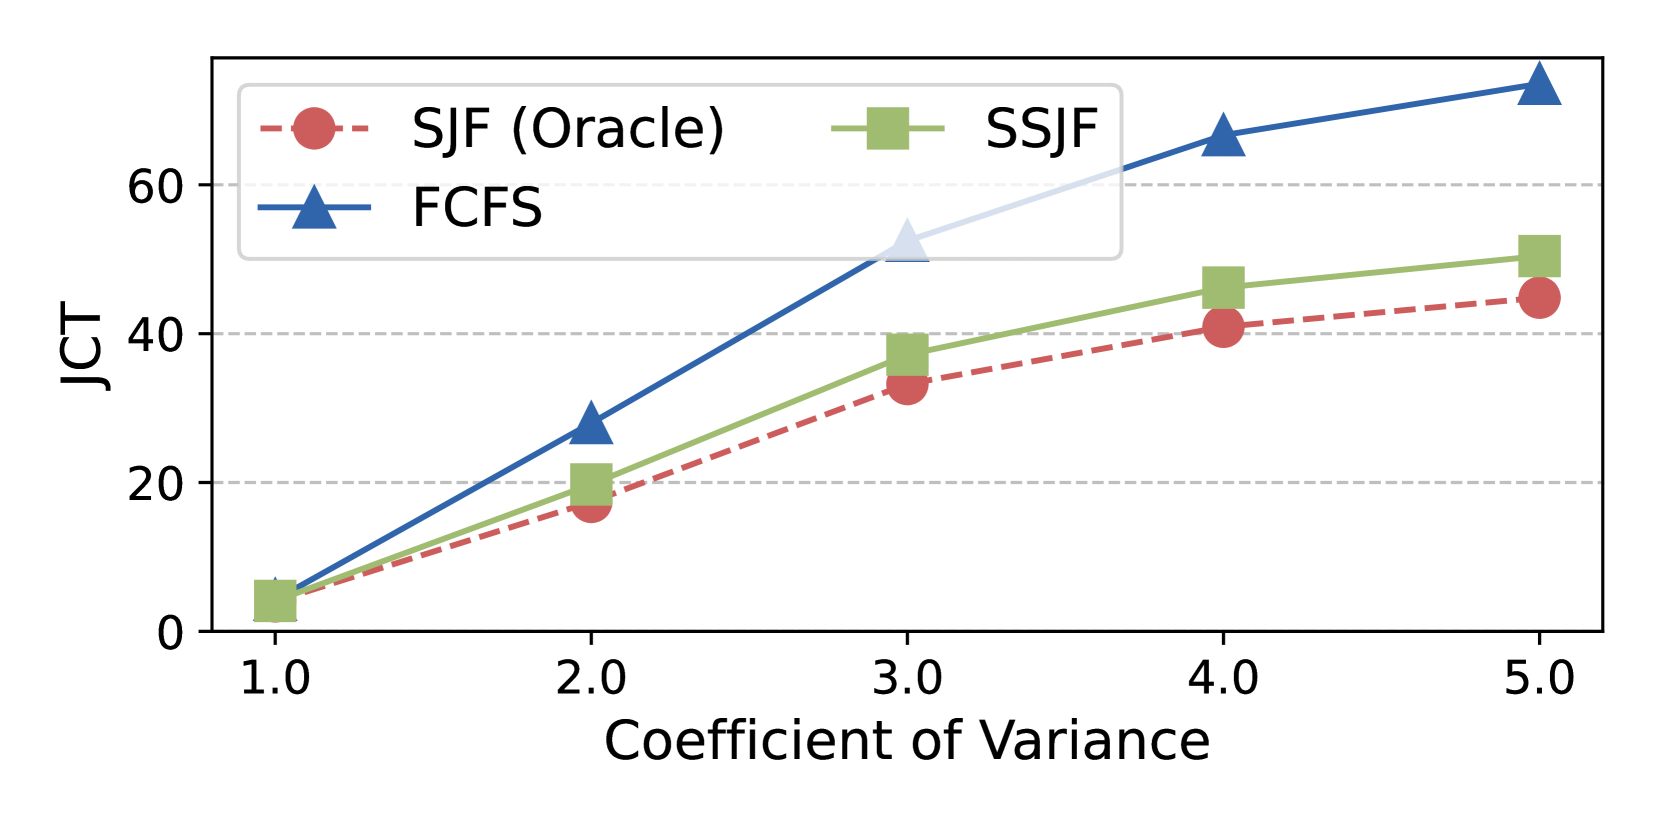 SJF (Oracle)
FCFS
SSJF
JCT
60
40
20
0
1.0 2.0 3.0 4.0 5.0
Coefficient of Variance